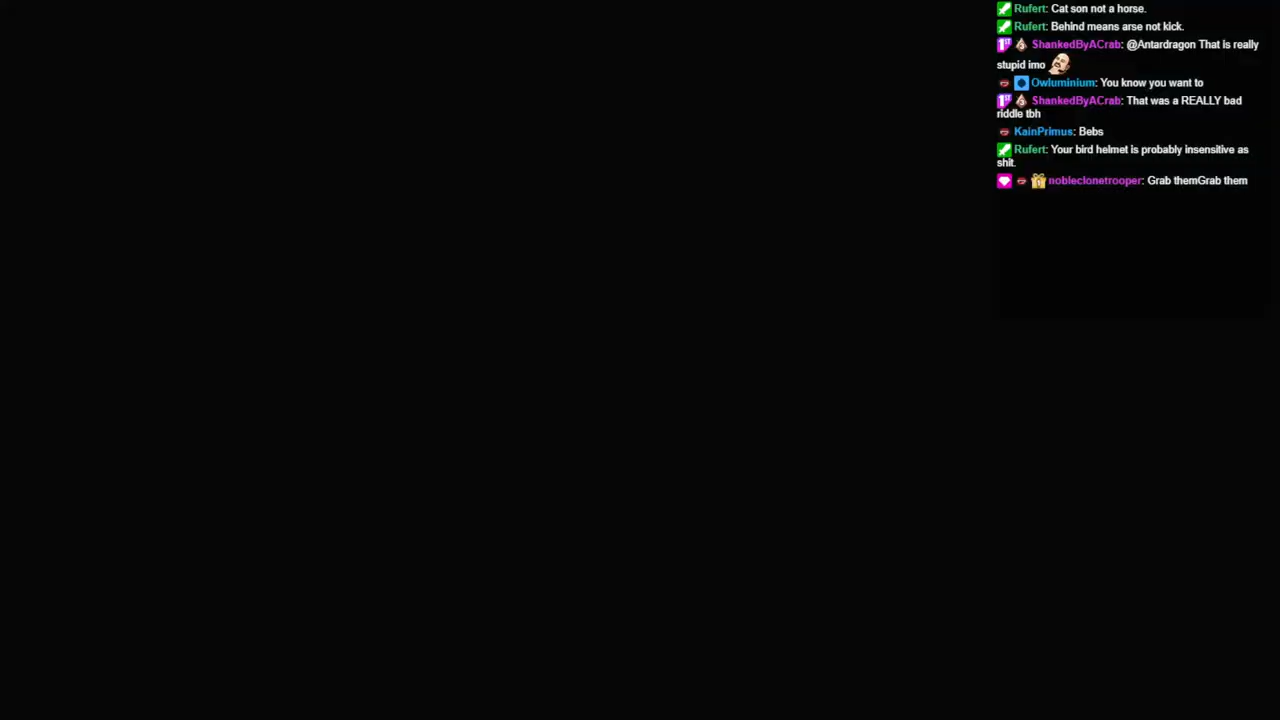 Rufert: Cat son not a horse.
Rufert: Behind means arse not kick.
ShankedByACrab: @Antardragon That is really
stupid imo
Owluminium: You know you want to
ShankedByACrab: That was a REALLY bad
riddle tbh
KainPrimus: Bebs
Rufert: Your bird helmet is probably insensitive as
shit.
nobleclonetrooper: Grab themGrab them